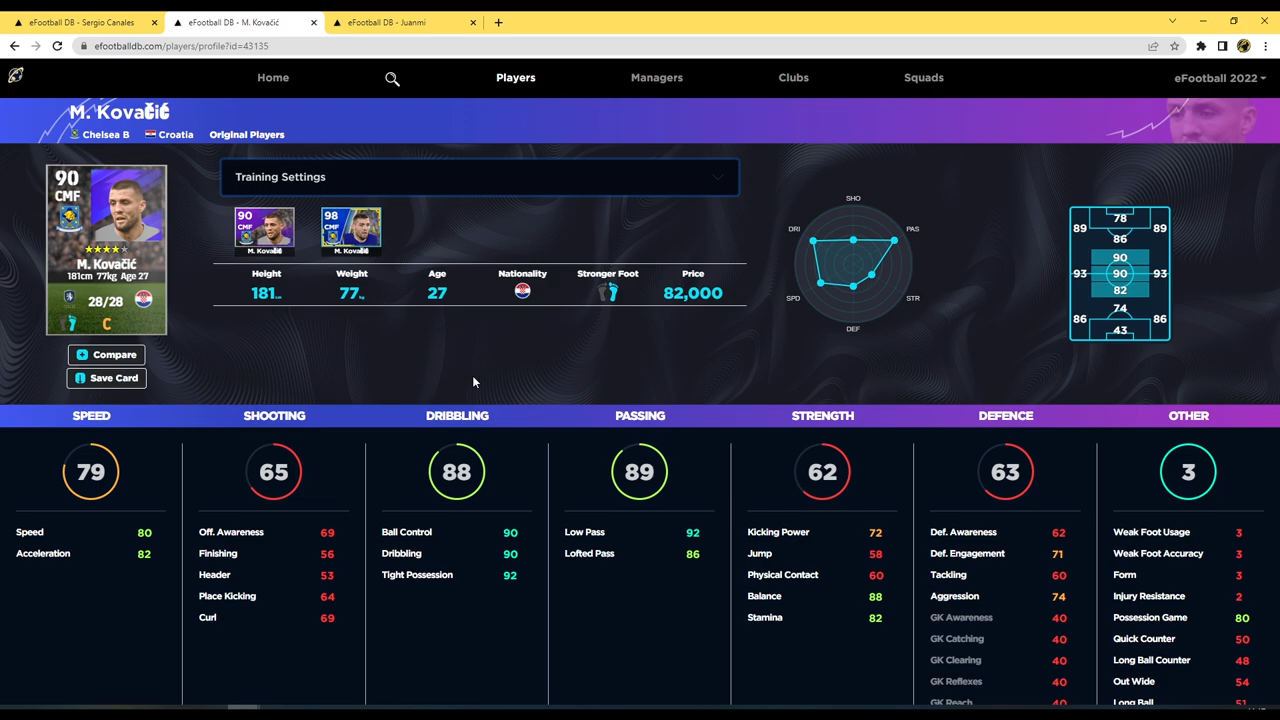 eFootball DB - Sergio Canales
eFootball DB - M. Kovačić
eFootball DB - Juanmi
efootballdb.com/players/profile?id=43135
Home
Players
Managers
Clubs
Squads
eFootball 2022
M. Kovačić
Chelsea B
Croatia
Original Players
90
CMF
M. Kovačić
181cm 77kg Age 27
28/28
C
Compare
Save Card
Training Settings
90
CMF
M. Kovačić
98
CMF
M. Kovačić
Height Weight Age Nationality Stronger Foot Price
181cm 77kg 27 82,000
SHO
DRI PAS
SPD STR
DEF
78
89 89
86
90
93 90 93
82
74
86 86
43
SPEED SHOOTING DRIBBLING PASSING STRENGTH DEFENCE OTHER
79 65 88 89 62 63 3
Speed 80
Acceleration 82
Off. Awareness 69
Finishing 56
Header 53
Place Kicking 64
Curl 69
Ball Control 90
Dribbling 90
Tight Possession 92
Low Pass 92
Lofted Pass 86
Kicking Power 72
Jump 58
Physical Contact 60
Balance 88
Stamina 82
Def. Awareness 62
Def. Engagement 71
Tackling 60
Aggression 74
GK Awareness 40
GK Catching 40
GK Clearing 40
GK Reflexes 40
GK Reach 40
Weak Foot Usage 3
Weak Foot Accuracy 3
Form 3
Injury Resistance 2
Possession Game 80
Quick Counter 50
Long Ball Counter 48
Out Wide 54
Long Ball 51